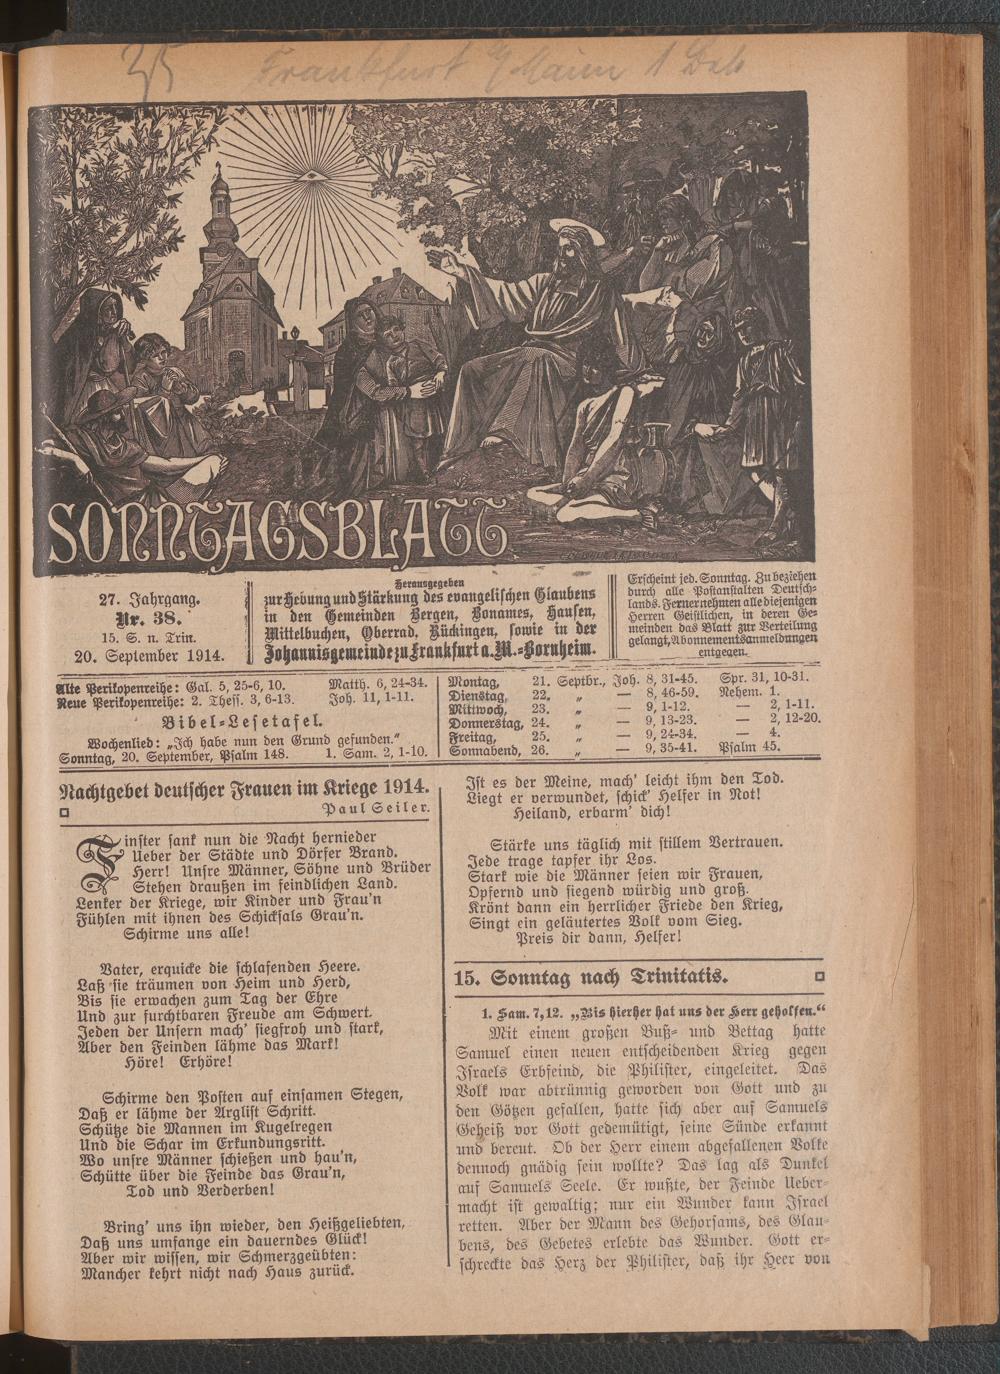 35 Frankfurt a/Main 1
SONNTAGSBLATT
27. Jahrgang.
Nr. 38.
15. S. n. Trin.
20. September 1914.
Herausgegeben
zur Hebung und Stärkung des evangelischen Glaubens
in den Gemeinden Bergen, Bonames, Hausen,
Mittelbuchen, Oberrad, Rückingen, sowie in der
Johannisgemeinde zu Frankfurt a. M.-Bornheim.
Erscheint jed. Sonntag. Zu beziehen
durch alle Postanstalten Deutsch-
lands. Ferner nehmen alle diejenigen
Herren Geistlichen, in deren Ge
meinden das Blatt zur Verteilung
gelangt, Abonnementsanmeldungen
entgegen.
Alte Perikopenreihe: Gal. 5, 25-6, 10. Matth. 6, 24-34.
Neue Perikopenreihe: 2. Thess. 3, 6-13. Joh. 11, 1-11.
Bibel-Lesetafel.
Wochenlied: „Ich habe nun den Grund gefunden.“
Sonntag, 20. September, Psalm 148. 1. Sam. 2, 1-10.
Montag, 21. Septbr., Joh. 8, 31-45. Spr. 31, 10-31.
Dienstag, 22. „ — 8, 46-59. Nehem. 1.
Mittwoch, 23. „ — 9, 1-12. — 2, 1-11.
Donnerstag, 24. „ — 9, 13-23. — 2, 12-20.
Freitag, 25. „ — 9, 24-34. — 4.
Sonnabend, 26. „ — 9, 35-41. Psalm 45.
Nachtgebet deutscher Frauen im Kriege 1914.
Paul Seiler.
Finster sank nun die Nacht hernieder
Ueber der Städte und Dörfer Brand.
Herr! Unsre Männer, Söhne und Brüder
Stehen draußen im feindlichen Land.
Lenker der Kriege, wir Kinder und Frau'n
Fühlen mit ihnen des Schicksals Grau'n.
Schirme uns alle!
Vater, erquicke die schlafenden Heere.
Laß sie träumen von Heim und Herd,
Bis sie erwachen zum Tag der Ehre
Und zur furchtbaren Freude am Schwert.
Jeden der Unsern mach' siegfroh und stark,
Aber den Feinden lähme das Mark!
Höre! Erhöre!
Schirme den Posten auf einsamen Stegen,
Daß er lähme der Arglist Schritt.
Schütze die Mannen im Kugelregen
Und die Schar im Erkundungsritt.
Wo unsre Männer schießen und hau'n,
Schütte über die Feinde das Grau'n,
Tod und Verderben!
Bring' uns ihn wieder, den Heißgeliebten,
Daß uns umfange ein dauerndes Glück!
Aber wir wissen, wir Schmerzgeübten:
Mancher kehrt nicht nach Haus zurück.
Ist es der Meine, mach' leicht ihm den Tod.
Liegt er verwundet, schick' Helfer in Not!
Heiland, erbarm' dich!
Stärke uns täglich mit stillem Vertrauen.
Jede trage tapfer ihr Los.
Stark wie die Männer seien wir Frauen,
Opfernd und siegend würdig und groß.
Krönt dann ein herrlicher Friede den Krieg,
Singt ein geläutertes Volk vom Sieg.
Preis dir dann, Helfer!
15. Sonntag nach Trinitatis.
1. Sam. 7,12. „Bis hierher hat uns der Herr geholfen.“
Mit einem großen Buß- und Bettag hatte
Samuel einen neuen entscheidenden Krieg gegen
Israels Erbfeind, die Philister, eingeleitet. Das
Volk war abtrünnig geworden von Gott und zu
den Götzen gefallen, hatte sich aber auf Samuels
Geheiß vor Gott gedemütigt, seine Sünde erkannt
und bereut. Ob der Herr einem abgefallenen Volke
dennoch gnädig sein wollte? Das lag als Dunkel
auf Samuels Seele. Er wußte, der Feinde Ueber-
macht ist gewaltig; nur ein Wunder kann Israel
retten. Aber der Mann des Gehorsams, des Glau-
bens, des Gebetes erlebte das Wunder. Gott er-
schreckte das Herz der Philister, daß ihr Heer von